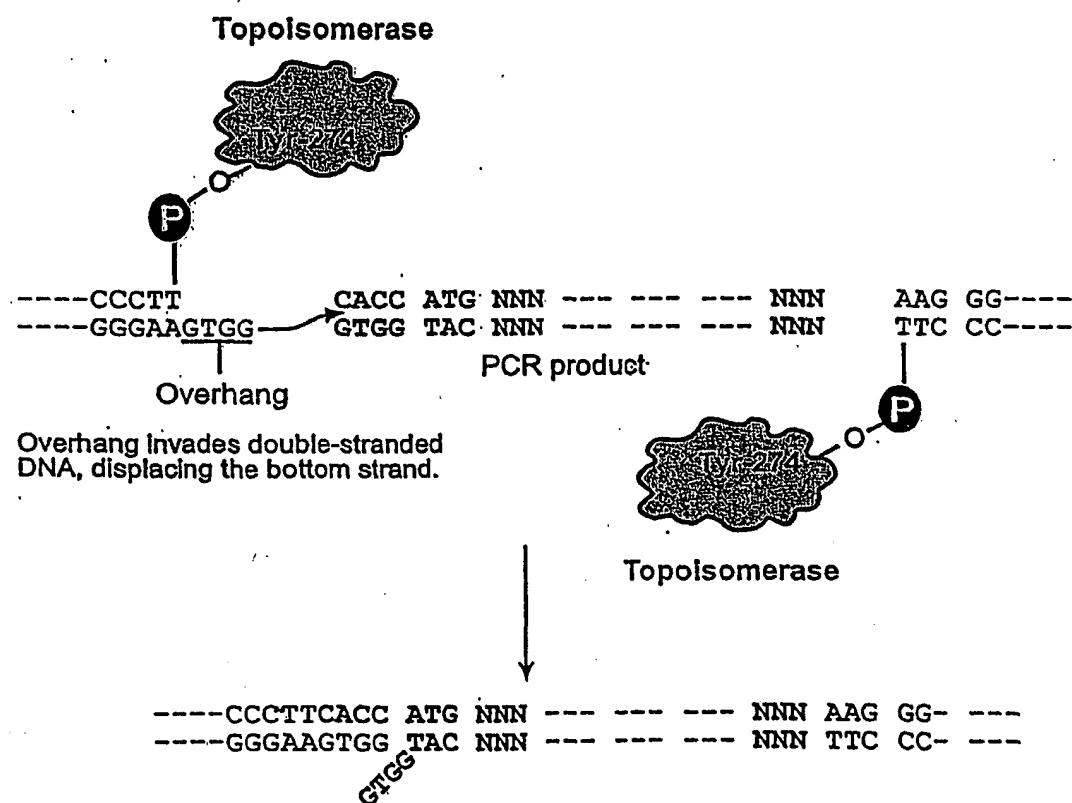 Topoisomerase
Tyr-274
O
P
----CCCTT CACC ATG NNN --- --- --- NNN AAG GG----
----GGGAAGTGG GTGG TAC NNN --- --- --- NNN TTC CC----
PCR product
Overhang
P
O
Overhang invades double-stranded
DNA, displacing the bottom strand.
Tyr-274
Topoisomerase
----CCCTTCACC ATG NNN --- --- --- NNN AAG GG- ---
----GGGAAGTGG TAC NNN --- --- --- NNN TTC CC- ---
GTGG